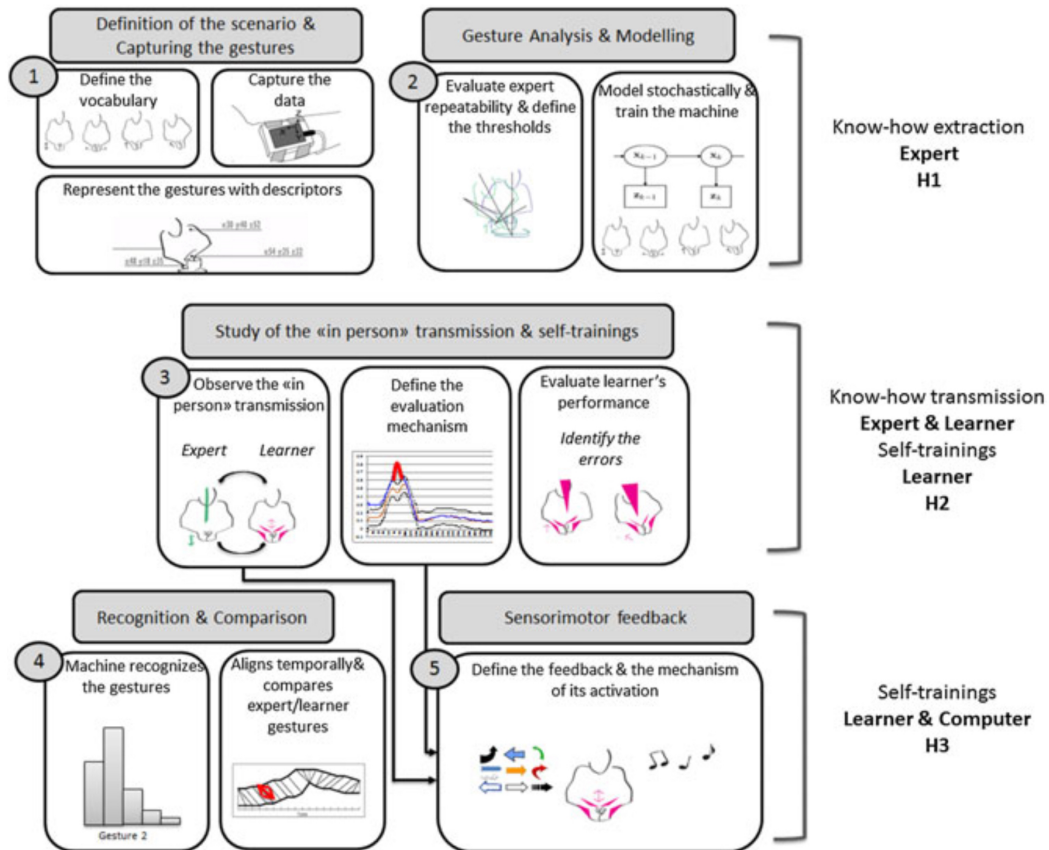 Definition of the scenario &
Capturing the gestures
Gesture Analysis & Modelling
1
Define the
vocabulary
Capture the
data
2
Evaluate expert
repeatability & define
the thresholds
Model stochastically &
train the machine
Represent the gestures with descriptors
Know-how extraction
Expert
H1
Study of the «in person» transmission & self-trainings
3
Observe the «in
person» transmission
Expert
Learner
Define the
evaluation
mechanism
Evaluate learner's
performance
Identify the
errors
Know-how transmission
Expert & Learner
Self-trainings
Learner
H2
Recognition & Comparison
Sensorimotor feedback
4
Machine recognizes
the gestures
Gesture 2
Aligns temporally&
compares
expert/learner
gestures
5
Define the feedback & the mechanism
of its activation
Self-trainings
Learner & Computer
H3